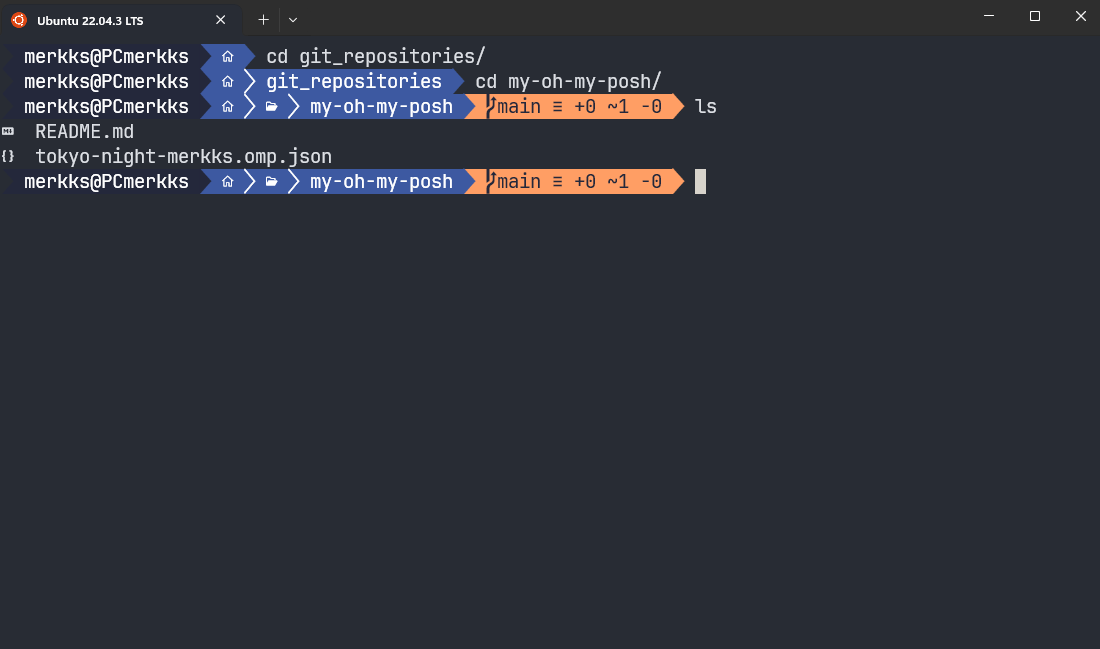 Ubuntu 22.04.3 LTS
merkks@PCmerkks cd git_repositories/
merkks@PCmerkks git_repositories cd my-oh-my-posh/
merkks@PCmerkks my-oh-my-posh main ≡ +0 ~1 -0 ls
README.md
{} tokyo-night-merkks.omp.json
merkks@PCmerkks my-oh-my-posh main ≡ +0 ~1 -0